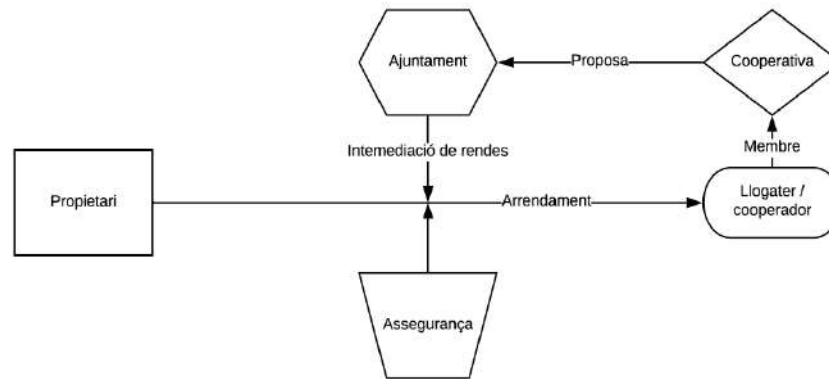 Ajuntament
Proposa
Cooperativa
Intemediació de rendes
Membre
Propietari
Arrendament
Llogater /
cooperador
Assegurança